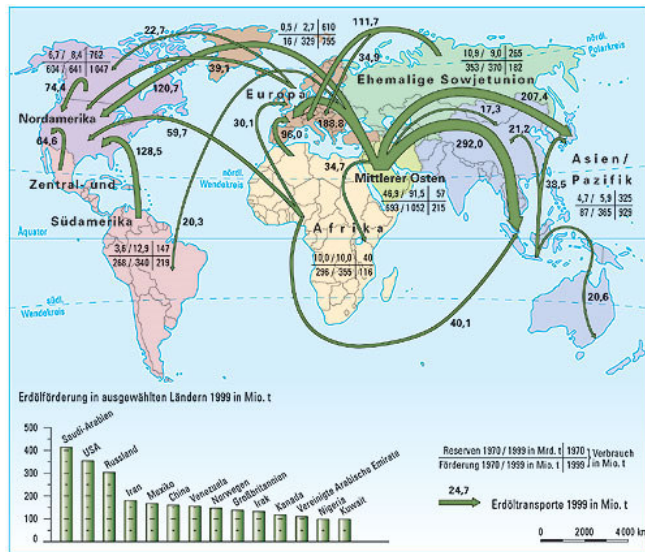 22,7
0,5 / 2,7 | 610
16 / 329 | 755
111,7
nördl. Polarkreis
6,7 / 8,4 | 762
604 / 641 | 1047
39,1
34,9
10,9 / 9,0 | 265
353 / 370 | 182
Ehemalige Sowjetunion
74,4
120,7
Europa
207,4
Nordamerika
30,1
188,8
17,3
59,7
96,0
21,2
64,6
292,0
128,5
34,7
Asien/
Pazifik
nördl. Wendekreis
Mittlerer Osten
38,5
Zentral- und
Südamerika
46,9 / 91,5 | 57
593 / 1052 | 215
4,7 / 5,9 | 325
87 / 365 | 929
20,3
Afrika
Äquator
3,6 / 12,9 | 147
268 / 340 | 219
10,0 / 10,0 | 40
296 / 355 | 116
20,6
südl. Wendekreis
40,1
Erdölförderung in ausgewählten Ländern 1999 in Mio. t
500
400
300
200
100
0
Saudi-Arabien
USA
Russland
Iran
Mexiko
China
Venezuela
Norwegen
Großbritannien
Irak
Kanada
Vereinigte Arabische Emirate
Nigeria
Kuwait
Reserven 1970 / 1999 in Mrd. t | 1970
Förderung 1970 / 1999 in Mio. t | 1999
Verbrauch in Mio. t
24,7
Erdöltransporte 1999 in Mio. t
0 2000 4000 km